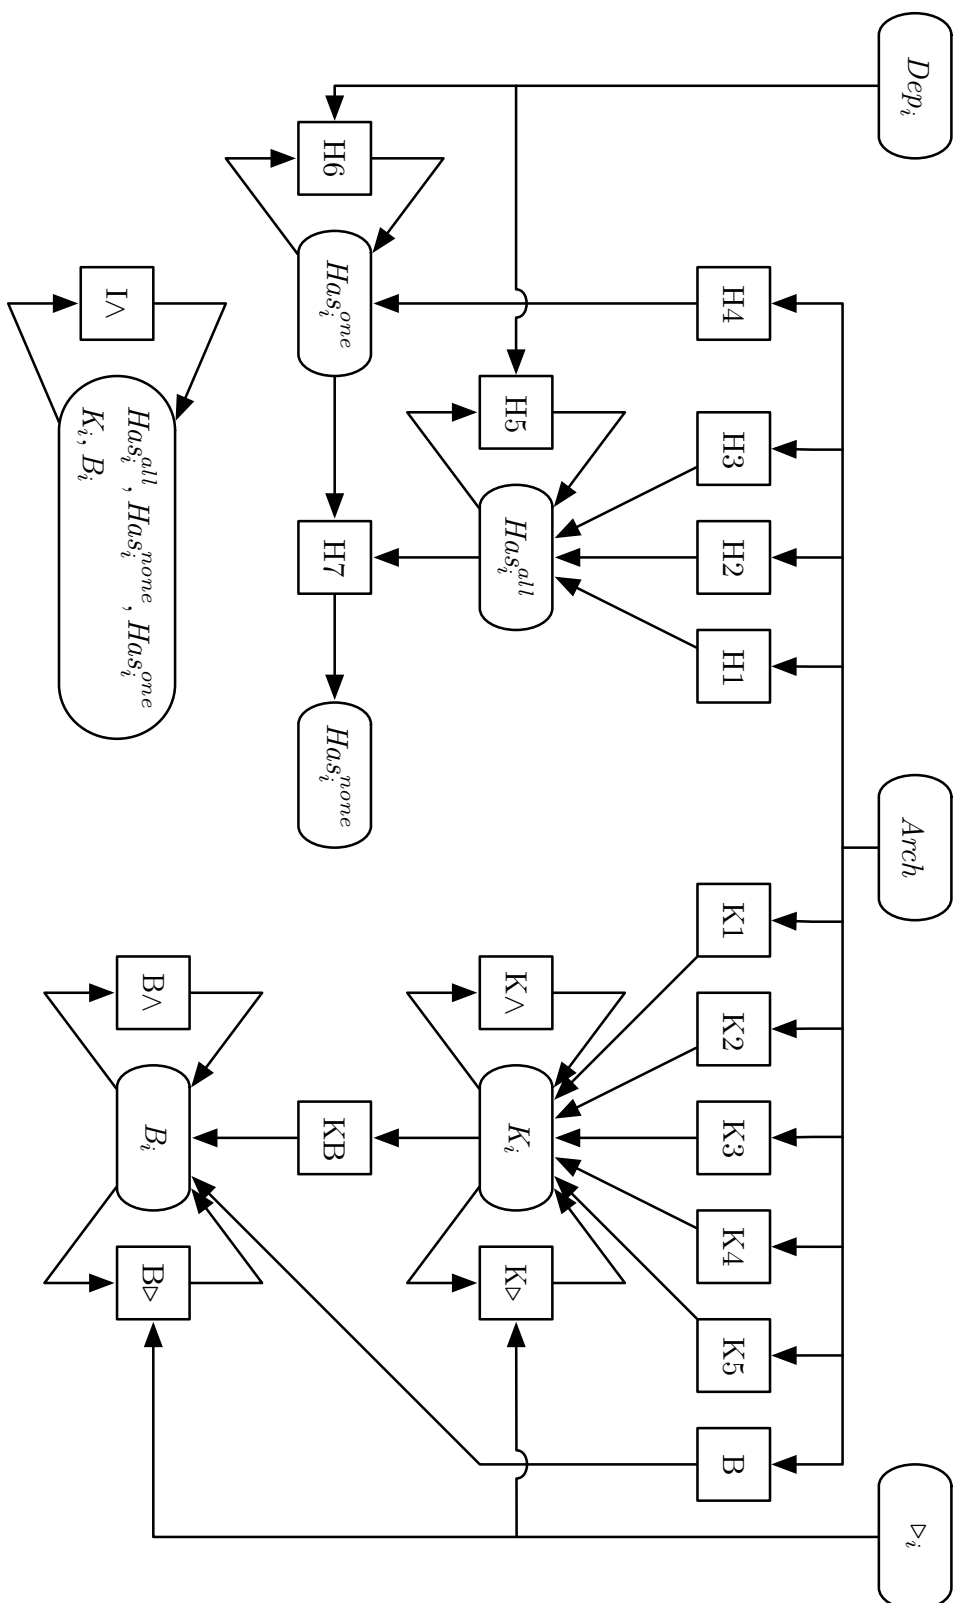 Dep_i
Arch
▷_i
H4
H3
H2
H1
K1
K2
K3
K4
K5
B
H5
Has_i^{all}
K∧
K_i
K▷
H6
Has_i^{one}
H7
Has_i^{none}
KB
I∧
Has_i^{all}, Has_i^{none}, Has_i^{one}
K_i, B_i
B∧
B_i
B▷